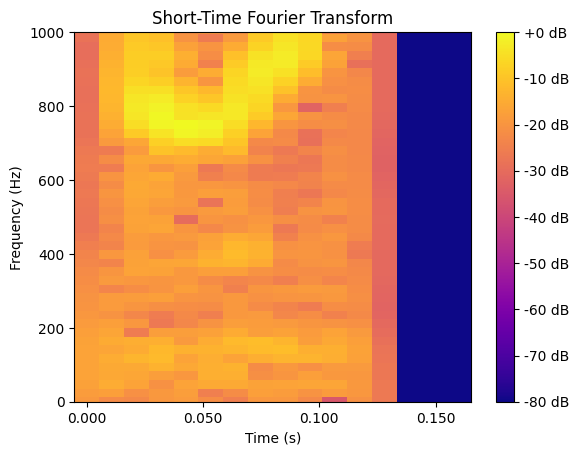 Short-Time Fourier Transform
1000
800
600
400
200
0
Frequency (Hz)
0.000
0.050
0.100
0.150
Time (s)
+0 dB
-10 dB
-20 dB
-30 dB
-40 dB
-50 dB
-60 dB
-70 dB
-80 dB